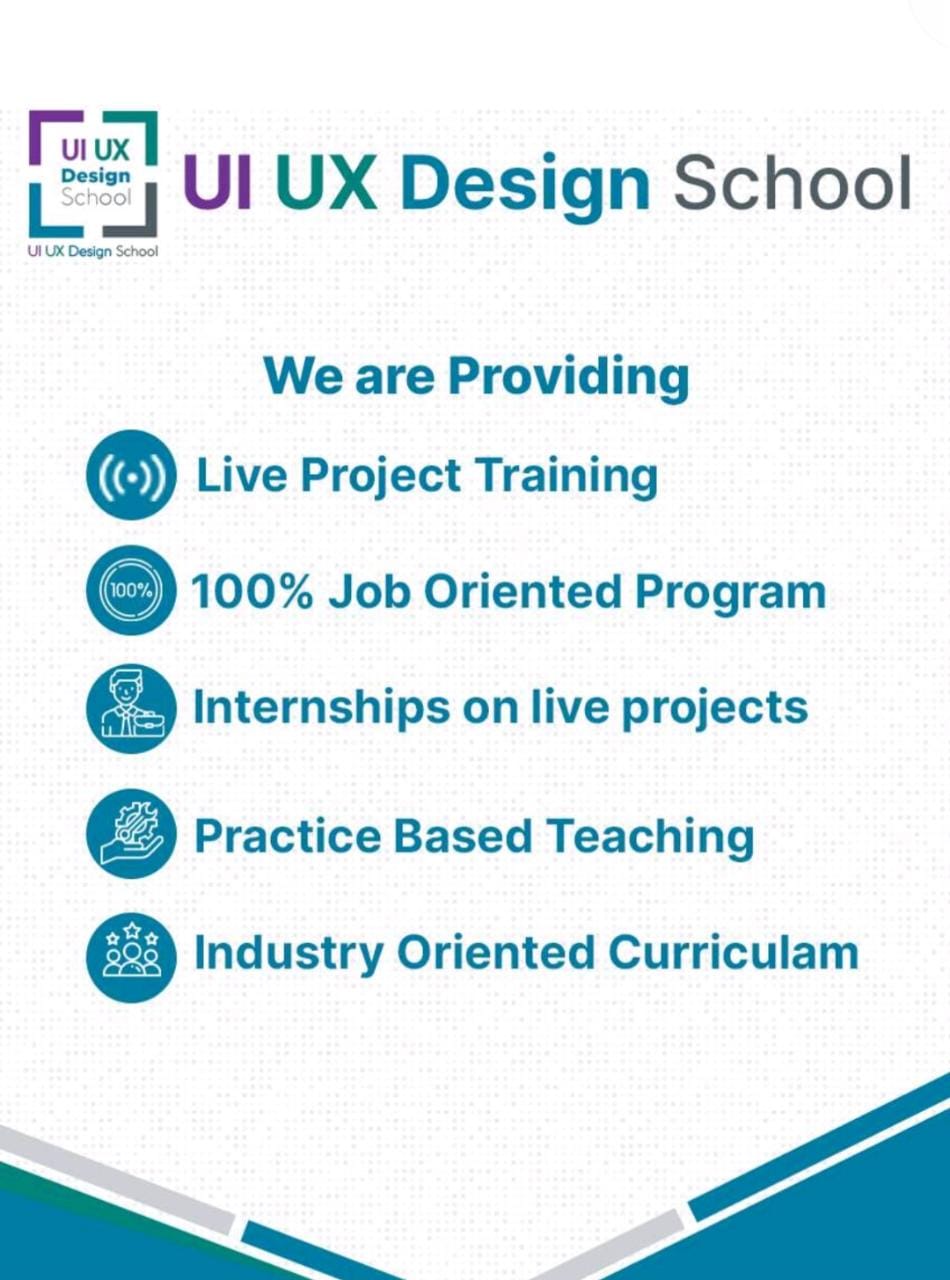 UI UX
Design
School
UI UX Design School
UI UX Design School
We are Providing
Live Project Training
100%
100% Job Oriented Program
Internships on live projects
Practice Based Teaching
Industry Oriented Curriculam